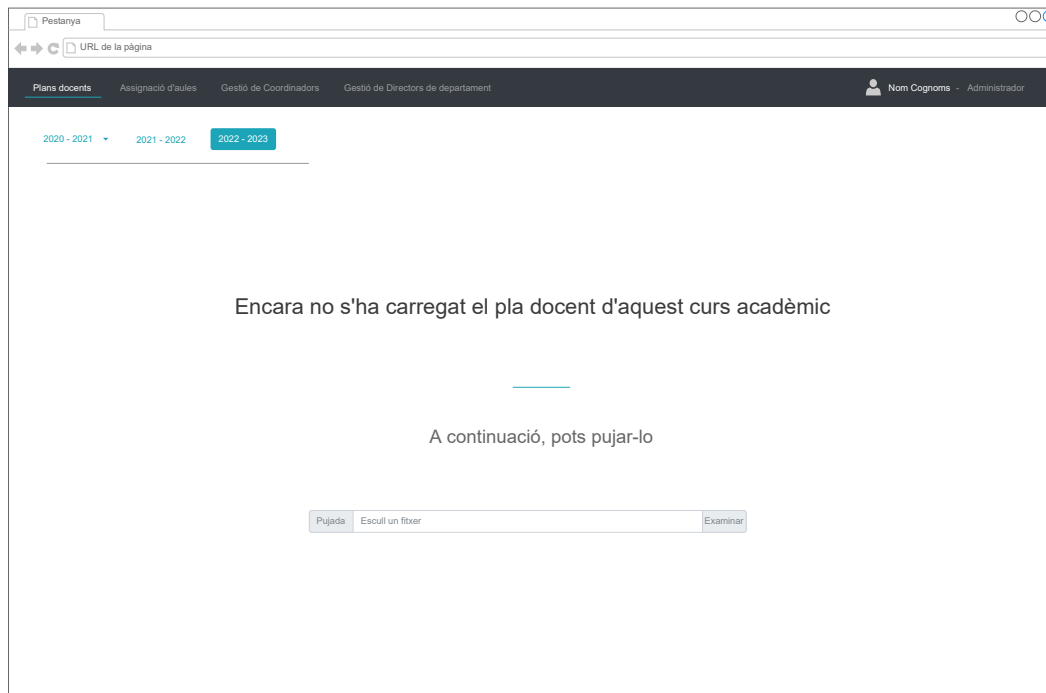 Pestanya
URL de la pàgina
Plans docents Assignació d'aules Gestió de Coordinadors Gestió de Directors de departament Nom Cognoms - Administrador
2020 - 2021 2021 - 2022 2022 - 2023
Encara no s'ha carregat el pla docent d'aquest curs acadèmic
A continuació, pots pujar-lo
Pujada Escull un fitxer Examinar